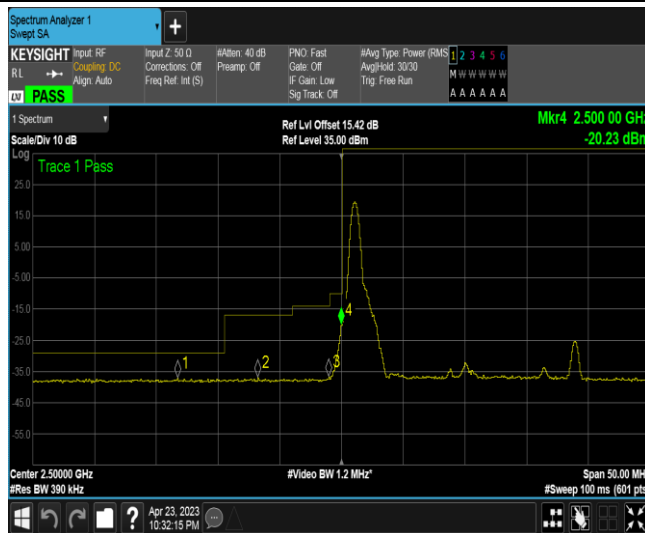 Spectrum Analyzer 1
Swept SA
+
KEYSIGHT
RL
LXI PASS
Input: RF
Coupling: DC
Align: Auto
Input Z: 50 Ω
Corrections: Off
Freq Ref: Int (S)
#Atten: 40 dB
Preamp: Off
PNO: Fast
Gate: Off
IF Gain: Low
Sig Track: Off
#Avg Type: Power (RMS
Avg|Hold: 30/30
Trig: Free Run
1 2 3 4 5 6
M W W W W W
A A A A A A
1 Spectrum
Scale/Div 10 dB
Ref Lvl Offset 15.42 dB
Ref Level 35.00 dBm
Mkr4 2.500 00 GHz
-20.23 dBm
Log
Trace 1 Pass
25.0
15.0
5.00
-5.00
-15.0
-25.0
-35.0
-45.0
-55.0
1
2
3
4
Center 2.50000 GHz
#Res BW 390 kHz
#Video BW 1.2 MHz*
Span 50.00 MH
#Sweep 100 ms (601 pts
?
Apr 23, 2023
10:32:15 PM